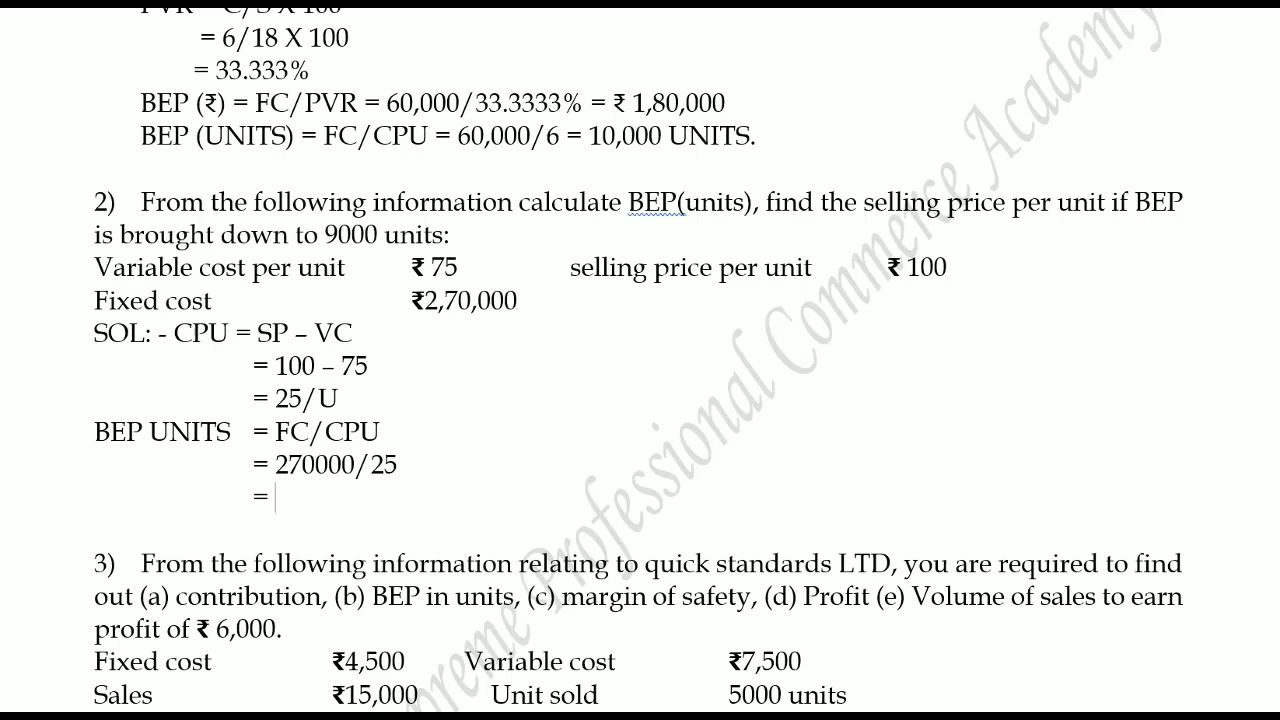 PVR = C/S X 100
= 6/18 X 100
= 33.333%
BEP (₹) = FC/PVR = 60,000/33.3333% = ₹ 1,80,000
BEP (UNITS) = FC/CPU = 60,000/6 = 10,000 UNITS.
2) From the following information calculate BEP(units), find the selling price per unit if BEP
is brought down to 9000 units:
Variable cost per unit ₹ 75 selling price per unit ₹ 100
Fixed cost ₹2,70,000
SOL: - CPU = SP – VC
= 100 – 75
= 25/U
BEP UNITS = FC/CPU
= 270000/25
=
3) From the following information relating to quick standards LTD, you are required to find
out (a) contribution, (b) BEP in units, (c) margin of safety, (d) Profit (e) Volume of sales to earn
profit of ₹ 6,000.
Fixed cost ₹4,500 Variable cost ₹7,500
Sales ₹15,000 Unit sold 5000 units
preme Professional Commerce Academy